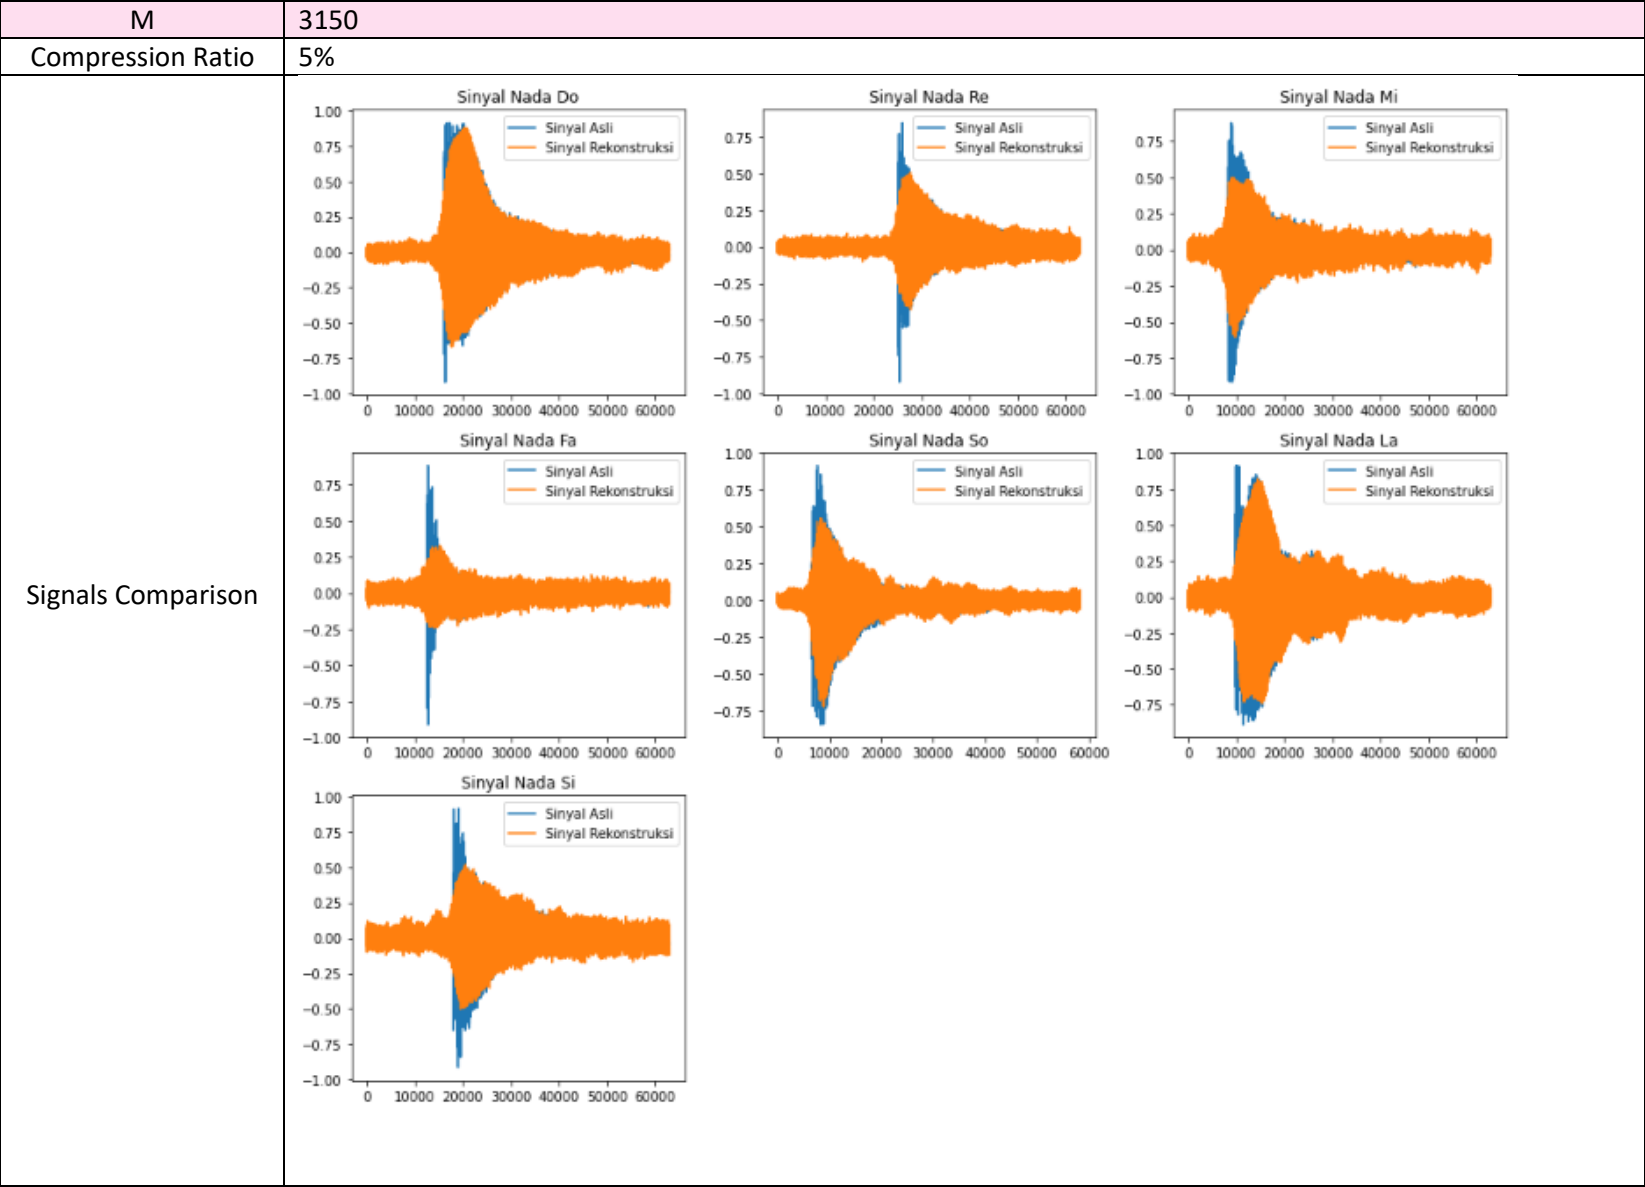 M
3150
Compression Ratio
5%
Signals Comparison
Sinyal Nada Do
Sinyal Asli
Sinyal Rekonstruksi
1.00
0.75
0.50
0.25
0.00
−0.25
−0.50
−0.75
−1.00
0 10000 20000 30000 40000 50000 60000
Sinyal Nada Re
Sinyal Asli
Sinyal Rekonstruksi
0.75
0.50
0.25
0.00
−0.25
−0.50
−0.75
−1.00
0 10000 20000 30000 40000 50000 60000
Sinyal Nada Mi
Sinyal Asli
Sinyal Rekonstruksi
0.75
0.50
0.25
0.00
−0.25
−0.50
−0.75
−1.00
0 10000 20000 30000 40000 50000 60000
Sinyal Nada Fa
Sinyal Asli
Sinyal Rekonstruksi
0.75
0.50
0.25
0.00
−0.25
−0.50
−0.75
−1.00
0 10000 20000 30000 40000 50000 60000
Sinyal Nada So
Sinyal Asli
Sinyal Rekonstruksi
1.00
0.75
0.50
0.25
0.00
−0.25
−0.50
−0.75
0 10000 20000 30000 40000 50000 60000
Sinyal Nada La
Sinyal Asli
Sinyal Rekonstruksi
1.00
0.75
0.50
0.25
0.00
−0.25
−0.50
−0.75
0 10000 20000 30000 40000 50000 60000
Sinyal Nada Si
Sinyal Asli
Sinyal Rekonstruksi
1.00
0.75
0.50
0.25
0.00
−0.25
−0.50
−0.75
−1.00
0 10000 20000 30000 40000 50000 60000